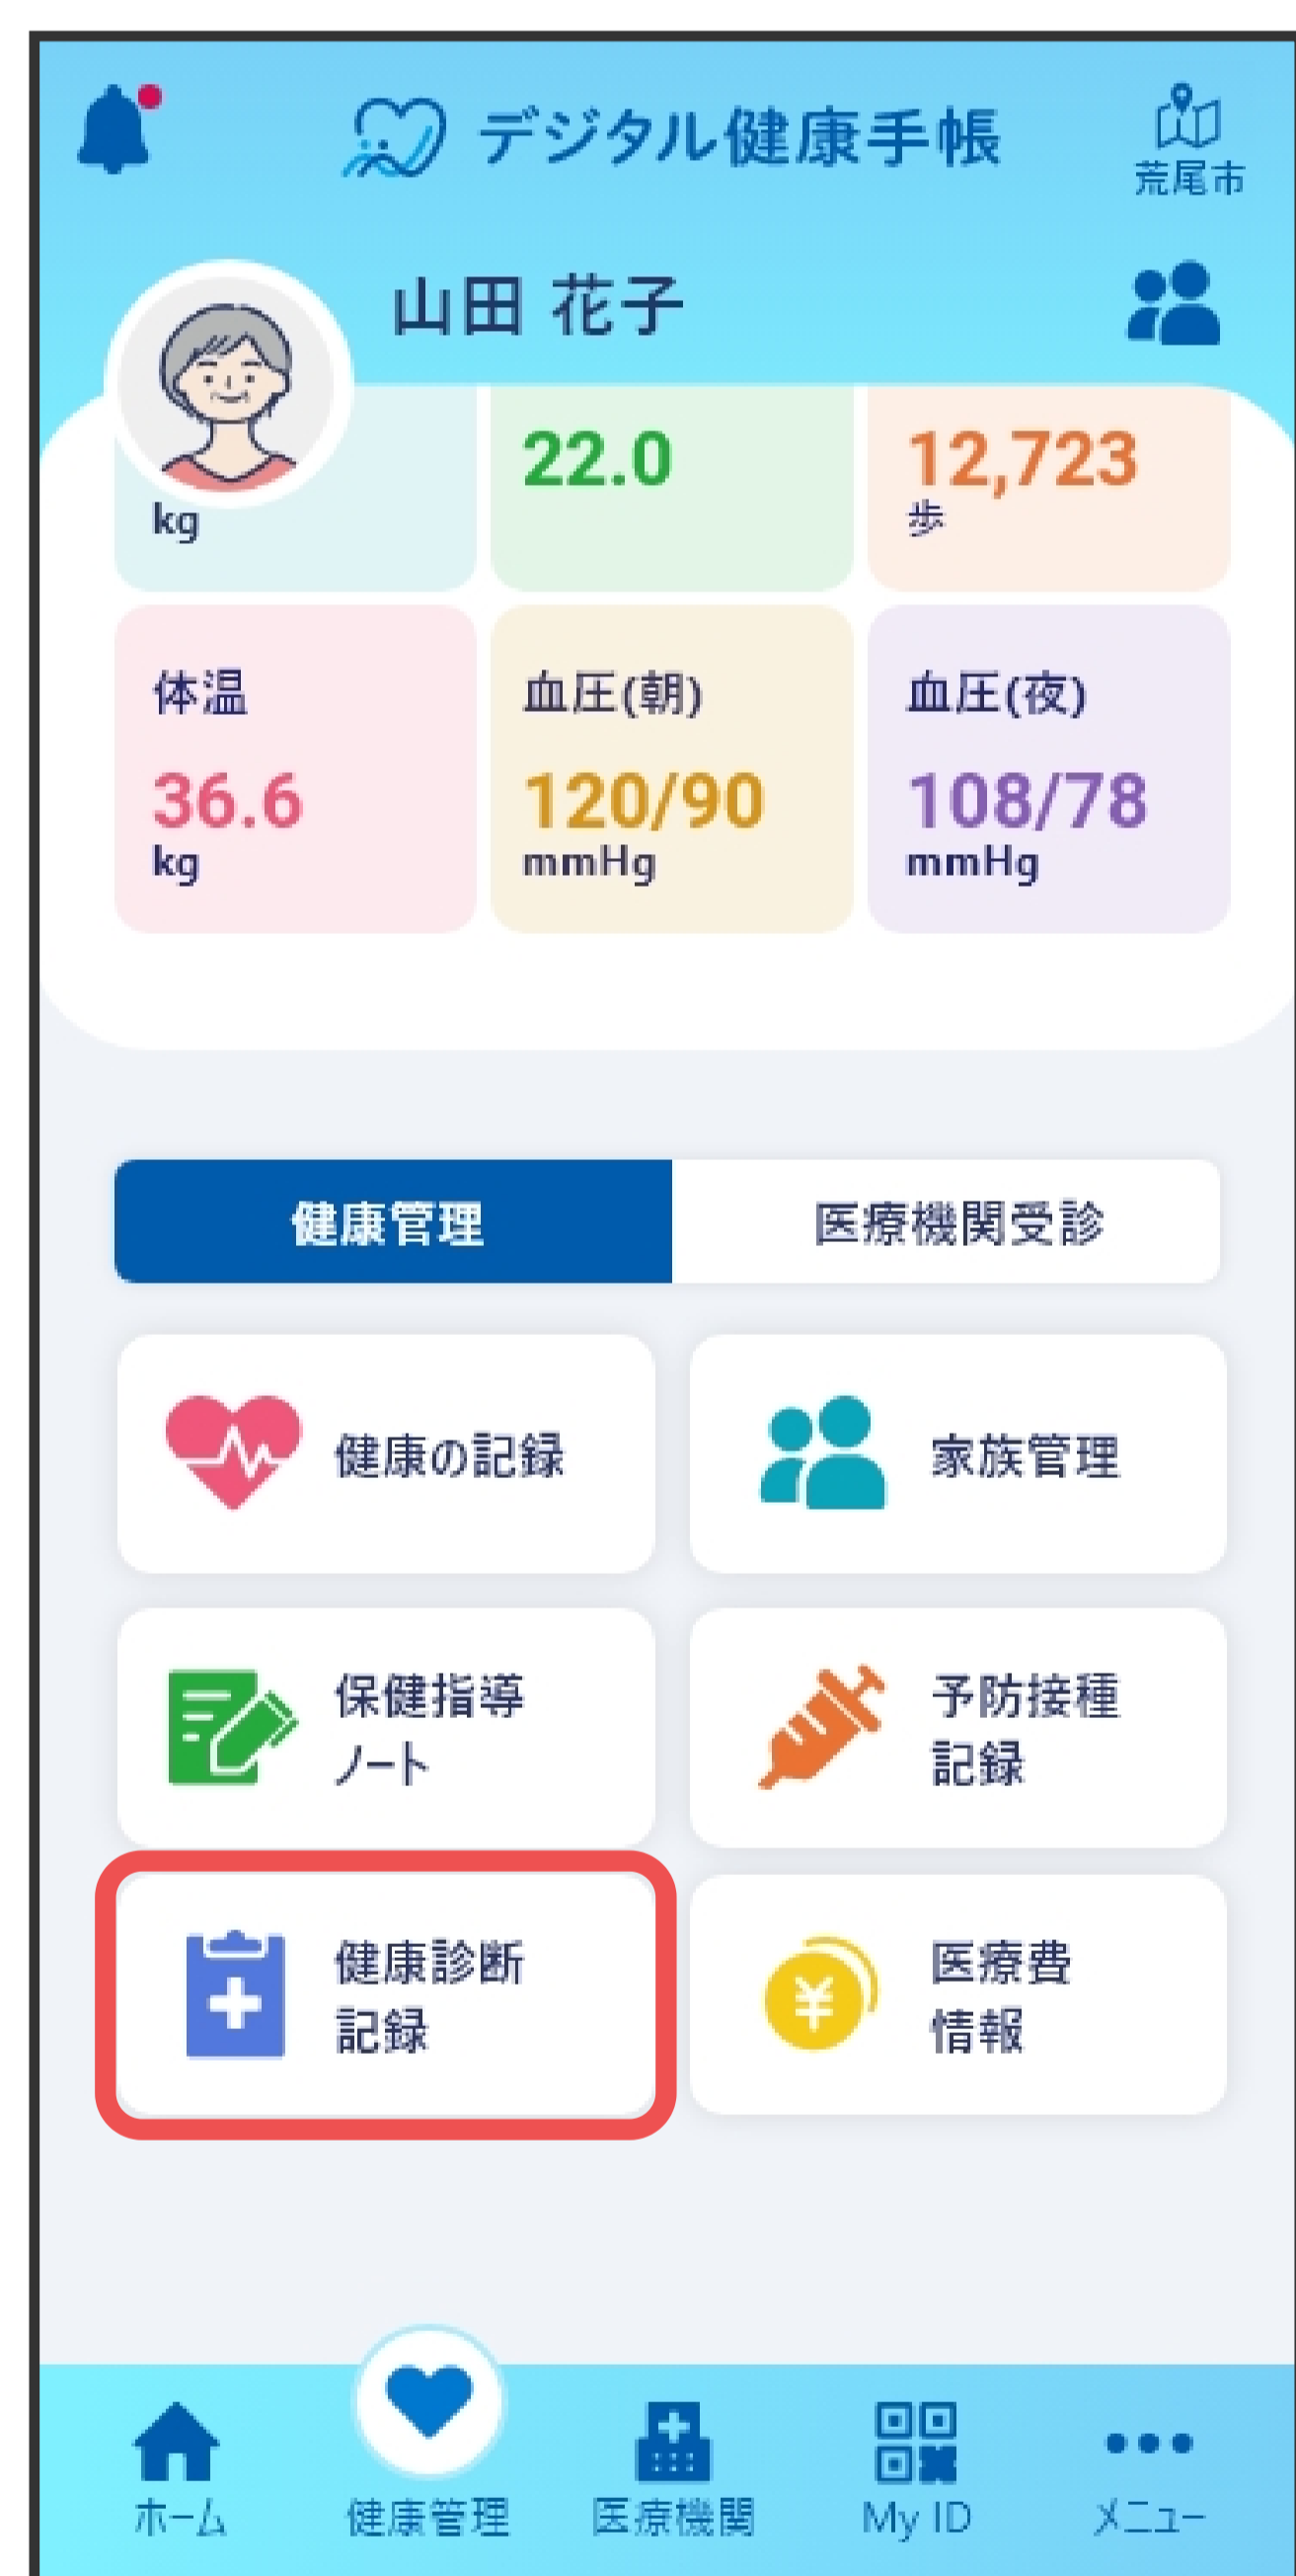 デジタル健康手帳
荒尾市
山田 花子
kg
22.0
12,723
歩
体温
36.6
kg
血圧(朝)
120/90
mmHg
血圧(夜)
108/78
mmHg
健康管理
医療機関受診
健康の記録
家族管理
保健指導
ノート
予防接種
記録
健康診断
記録
医療費
情報
ホーム
健康管理
医療機関
My ID
メニュー